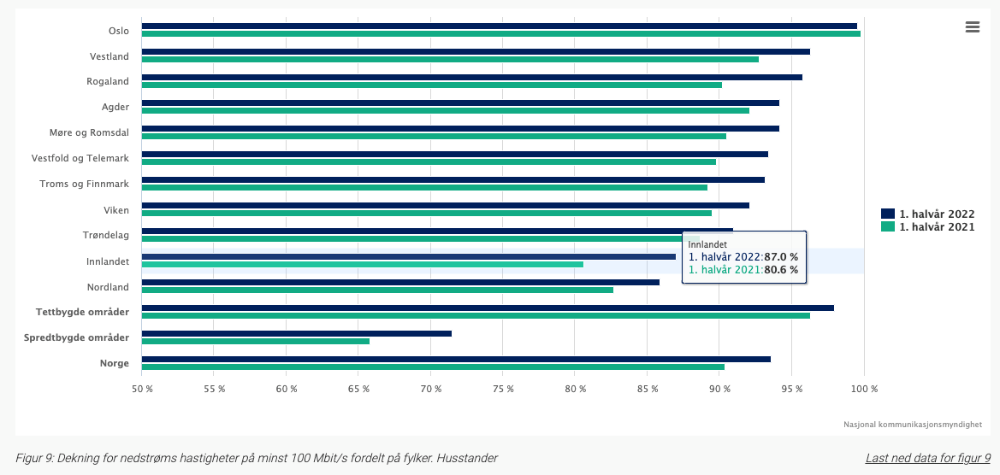 Oslo
Vestland
Rogaland
Agder
Møre og Romsdal
Vestfold og Telemark
Troms og Finnmark
Viken
Trøndelag
Innlandet
Nordland
Tettbygde områder
Spredtbygde områder
Norge
50 %
55 %
60 %
65 %
70 %
75 %
80 %
85 %
90 %
95 %
100 %
Innlandet
1. halvår 2022:87.0 %
1. halvår 2021:80.6 %
1. halvår 2022
1. halvår 2021
Nasjonal kommunikasjonsmyndighet
Figur 9: Dekning for nedstrøms hastigheter på minst 100 Mbit/s fordelt på fylker. Husstander
Last ned data for figur 9